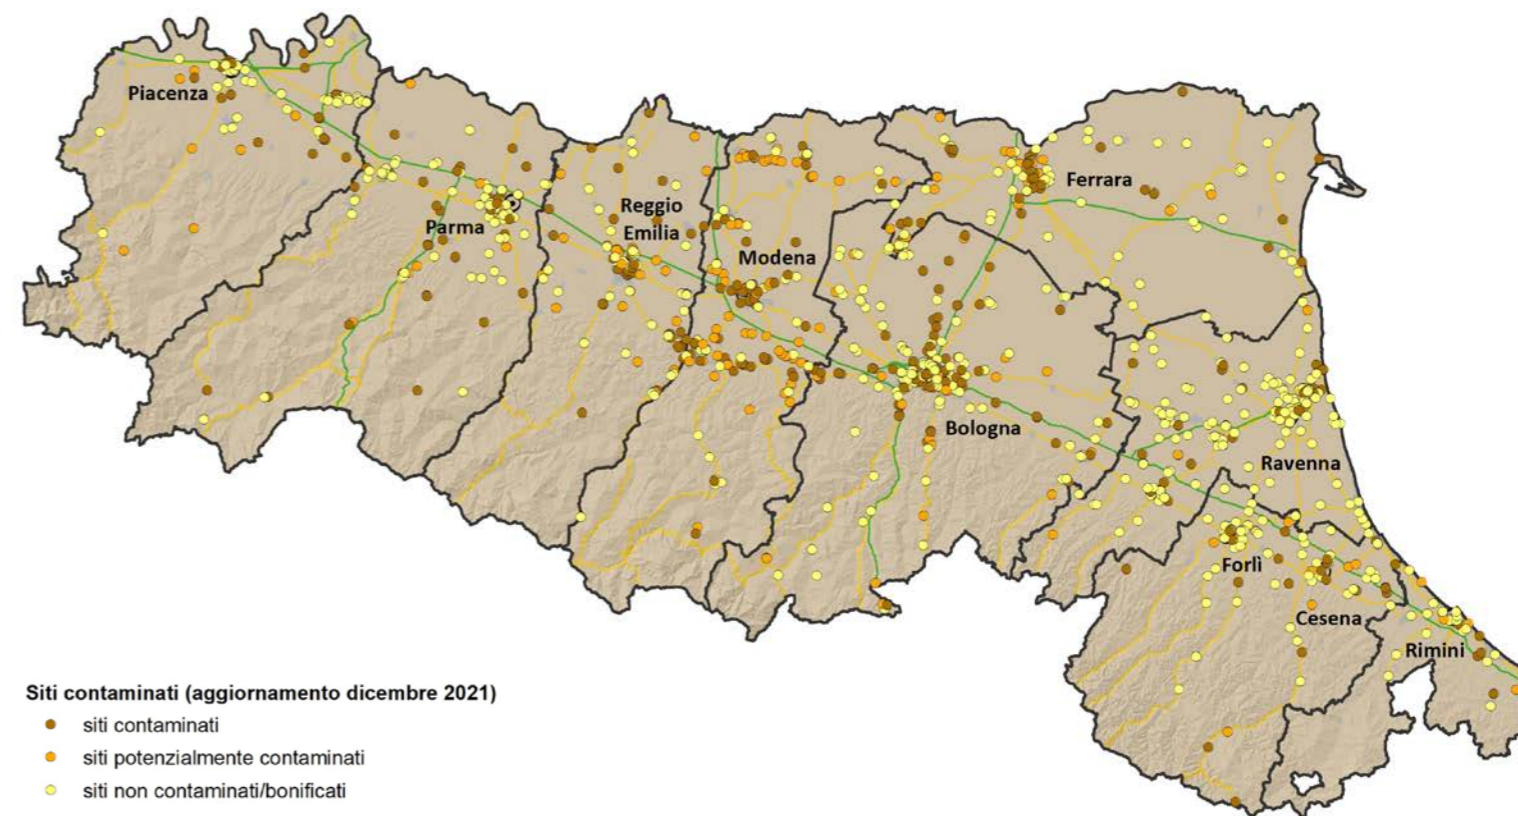 Piacenza
Parma
Reggio
Emilia
Modena
Ferrara
Bologna
Ravenna
Forlì
Cesena
Rimini
Siti contaminati (aggiornamento dicembre 2021)
siti contaminati
siti potenzialmente contaminati
siti non contaminati/bonificati